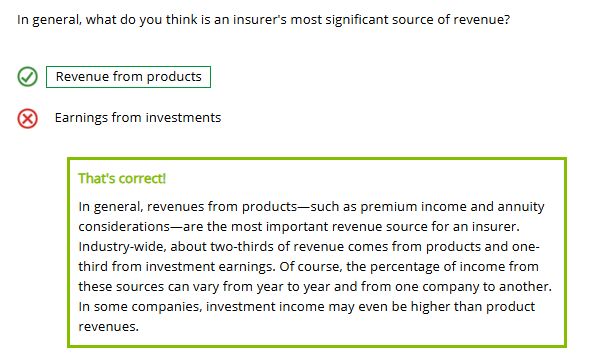 In general, what do you think is an insurer's most significant source of revenue?
Revenue from products
Earnings from investments
That's correct!
In general, revenues from products—such as premium income and annuity
considerations—are the most important revenue source for an insurer.
Industry-wide, about two-thirds of revenue comes from products and one-
third from investment earnings. Of course, the percentage of income from
these sources can vary from year to year and from one company to another.
In some companies, investment income may even be higher than product
revenues.